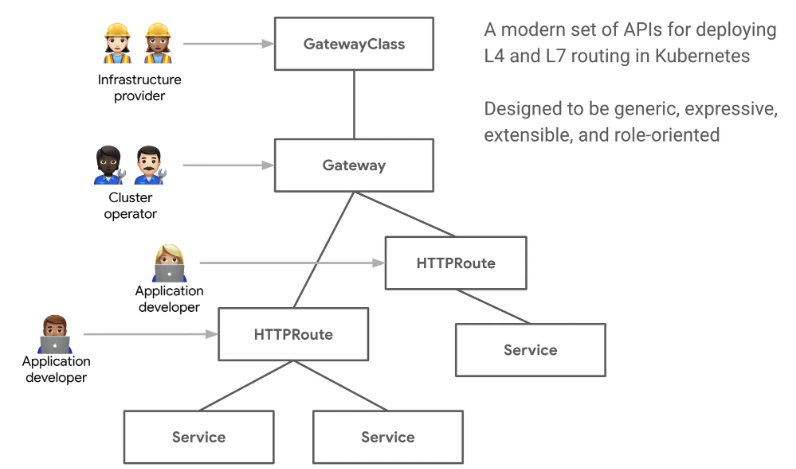 GatewayClass
A modern set of APIs for deploying
L4 and L7 routing in Kubernetes
Infrastructure
provider
Designed to be generic, expressive,
extensible, and role-oriented
Gateway
Cluster
operator
HTTPRoute
Application
developer
HTTPRoute
Service
Application
developer
Service
Service